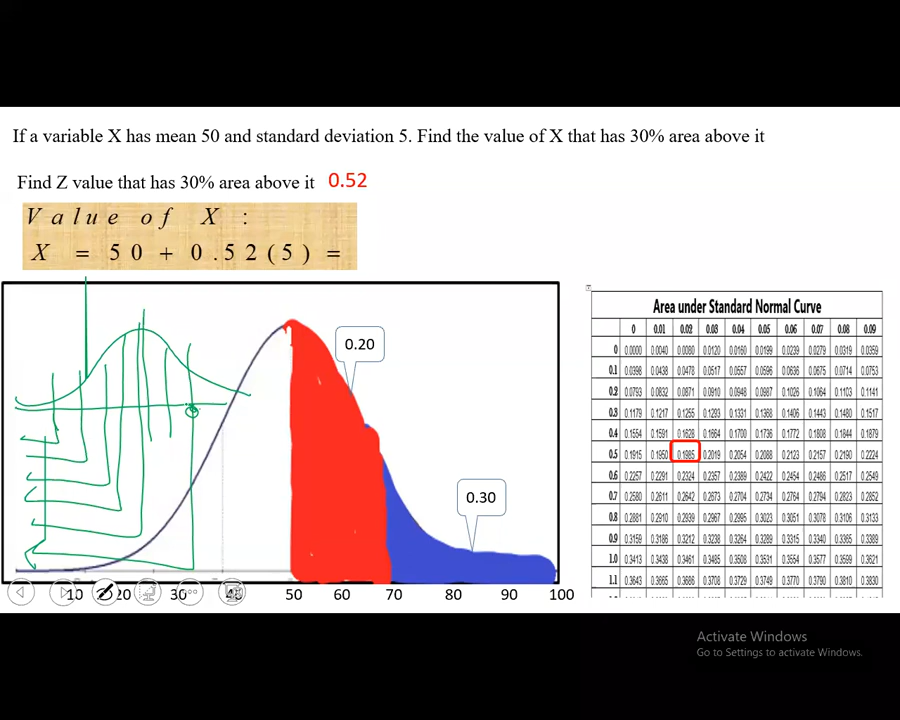 If a variable X has mean 50 and standard deviation 5. Find the value of X that has 30% area above it
Find Z value that has 30% area above it 0.52
Value of X :
X = 50 + 0.52(5) =
0.20
0.30
10 20 30 40 50 60 70 80 90 100
Area under Standard Normal Curve
0 0.01 0.02 0.03 0.04 0.05 0.06 0.07 0.08 0.09
0 0.0000 0.0040 0.0080 0.0120 0.0160 0.0199 0.0239 0.0279 0.0319 0.0359
0.1 0.0398 0.0438 0.0478 0.0517 0.0557 0.0596 0.0636 0.0675 0.0714 0.0753
0.2 0.0793 0.0832 0.0871 0.0910 0.0948 0.0987 0.1026 0.1064 0.1103 0.1141
0.3 0.1179 0.1217 0.1255 0.1293 0.1331 0.1368 0.1406 0.1443 0.1480 0.1517
0.4 0.1554 0.1591 0.1628 0.1664 0.1700 0.1736 0.1772 0.1808 0.1844 0.1879
0.5 0.1915 0.1950 0.1985 0.2019 0.2054 0.2088 0.2123 0.2157 0.2190 0.2224
0.6 0.2257 0.2291 0.2324 0.2357 0.2389 0.2422 0.2454 0.2486 0.2517 0.2549
0.7 0.2580 0.2611 0.2642 0.2673 0.2704 0.2734 0.2764 0.2794 0.2823 0.2852
0.8 0.2881 0.2910 0.2939 0.2967 0.2995 0.3023 0.3051 0.3078 0.3106 0.3133
0.9 0.3159 0.3186 0.3212 0.3238 0.3264 0.3289 0.3315 0.3340 0.3365 0.3389
1.0 0.3413 0.3438 0.3461 0.3485 0.3508 0.3531 0.3554 0.3577 0.3599 0.3621
1.1 0.3643 0.3665 0.3686 0.3708 0.3729 0.3749 0.3770 0.3790 0.3810 0.3830
Activate Windows
Go to Settings to activate Windows.